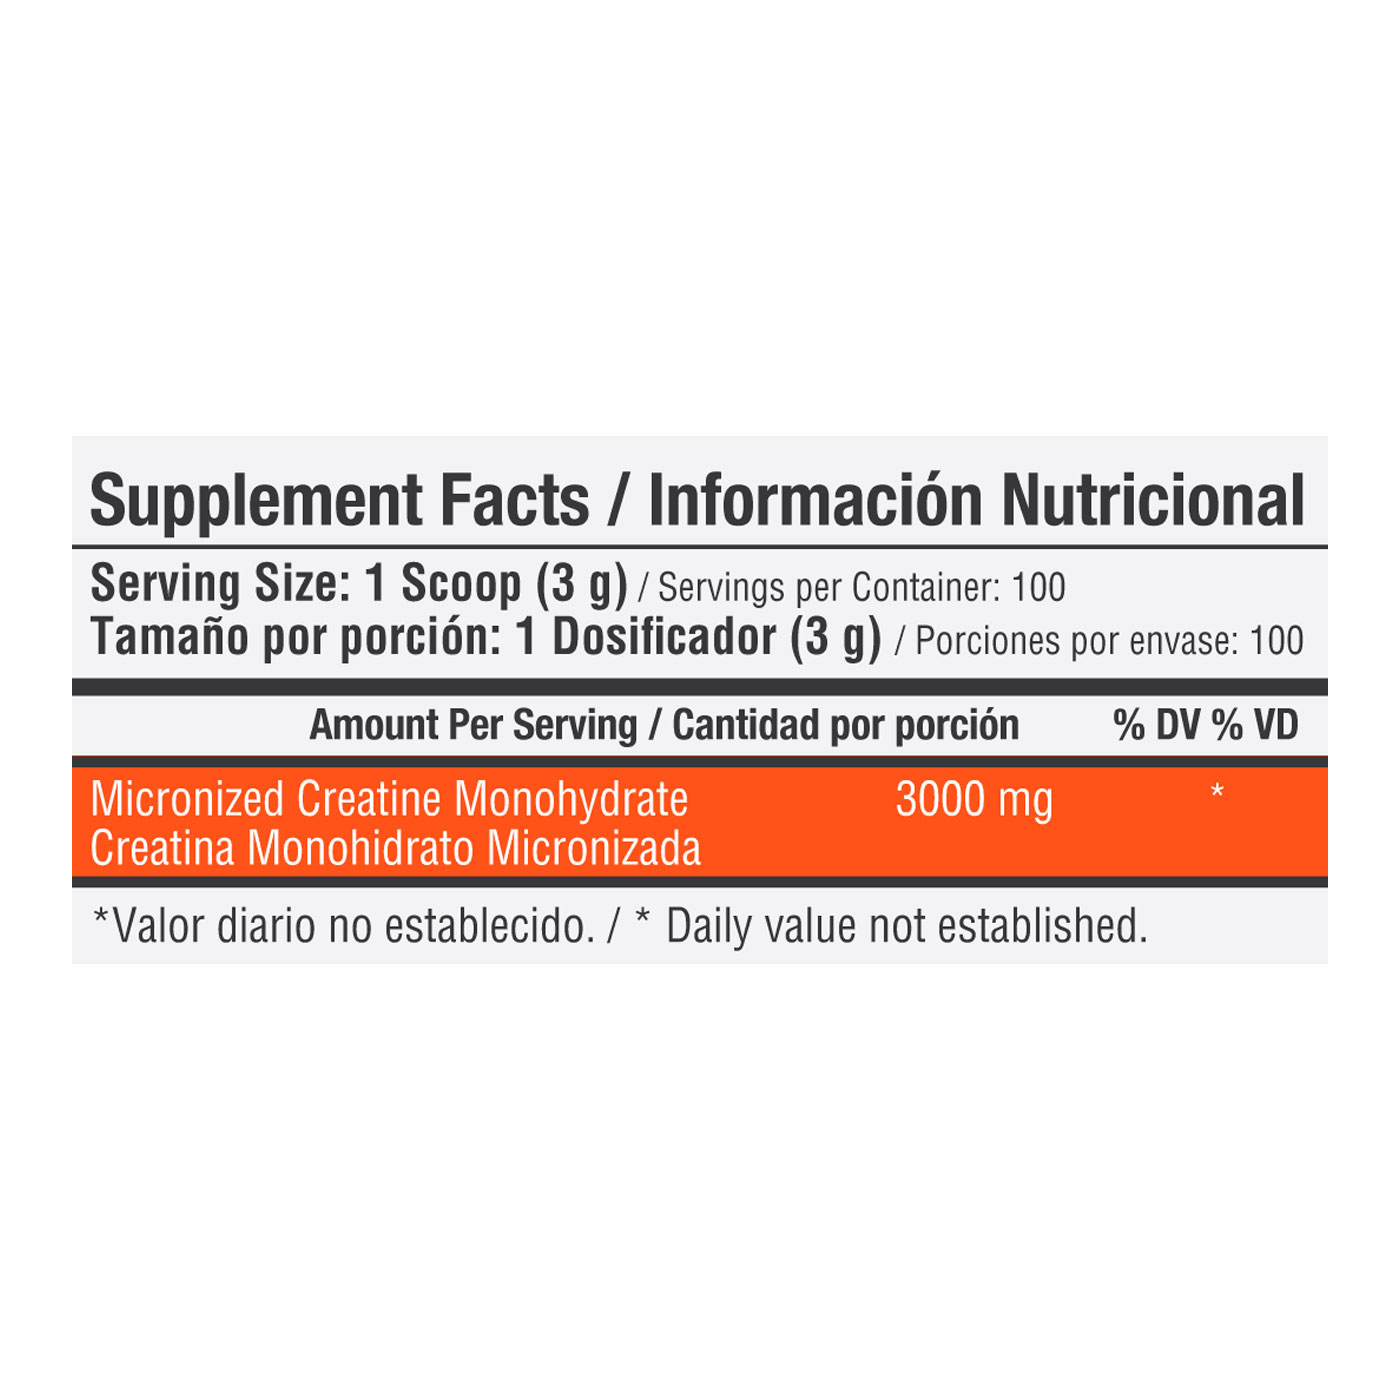 Supplement Facts / Información Nutricional
Serving Size: 1 Scoop (3 g) / Servings per Container: 100
Tamaño por porción: 1 Dosificador (3 g) / Porciones por envase: 100
Amount Per Serving / Cantidad por porción % DV % VD
Micronized Creatine Monohydrate 3000 mg *
Creatina Monohidrato Micronizada
*Valor diario no establecido. / * Daily value not established.